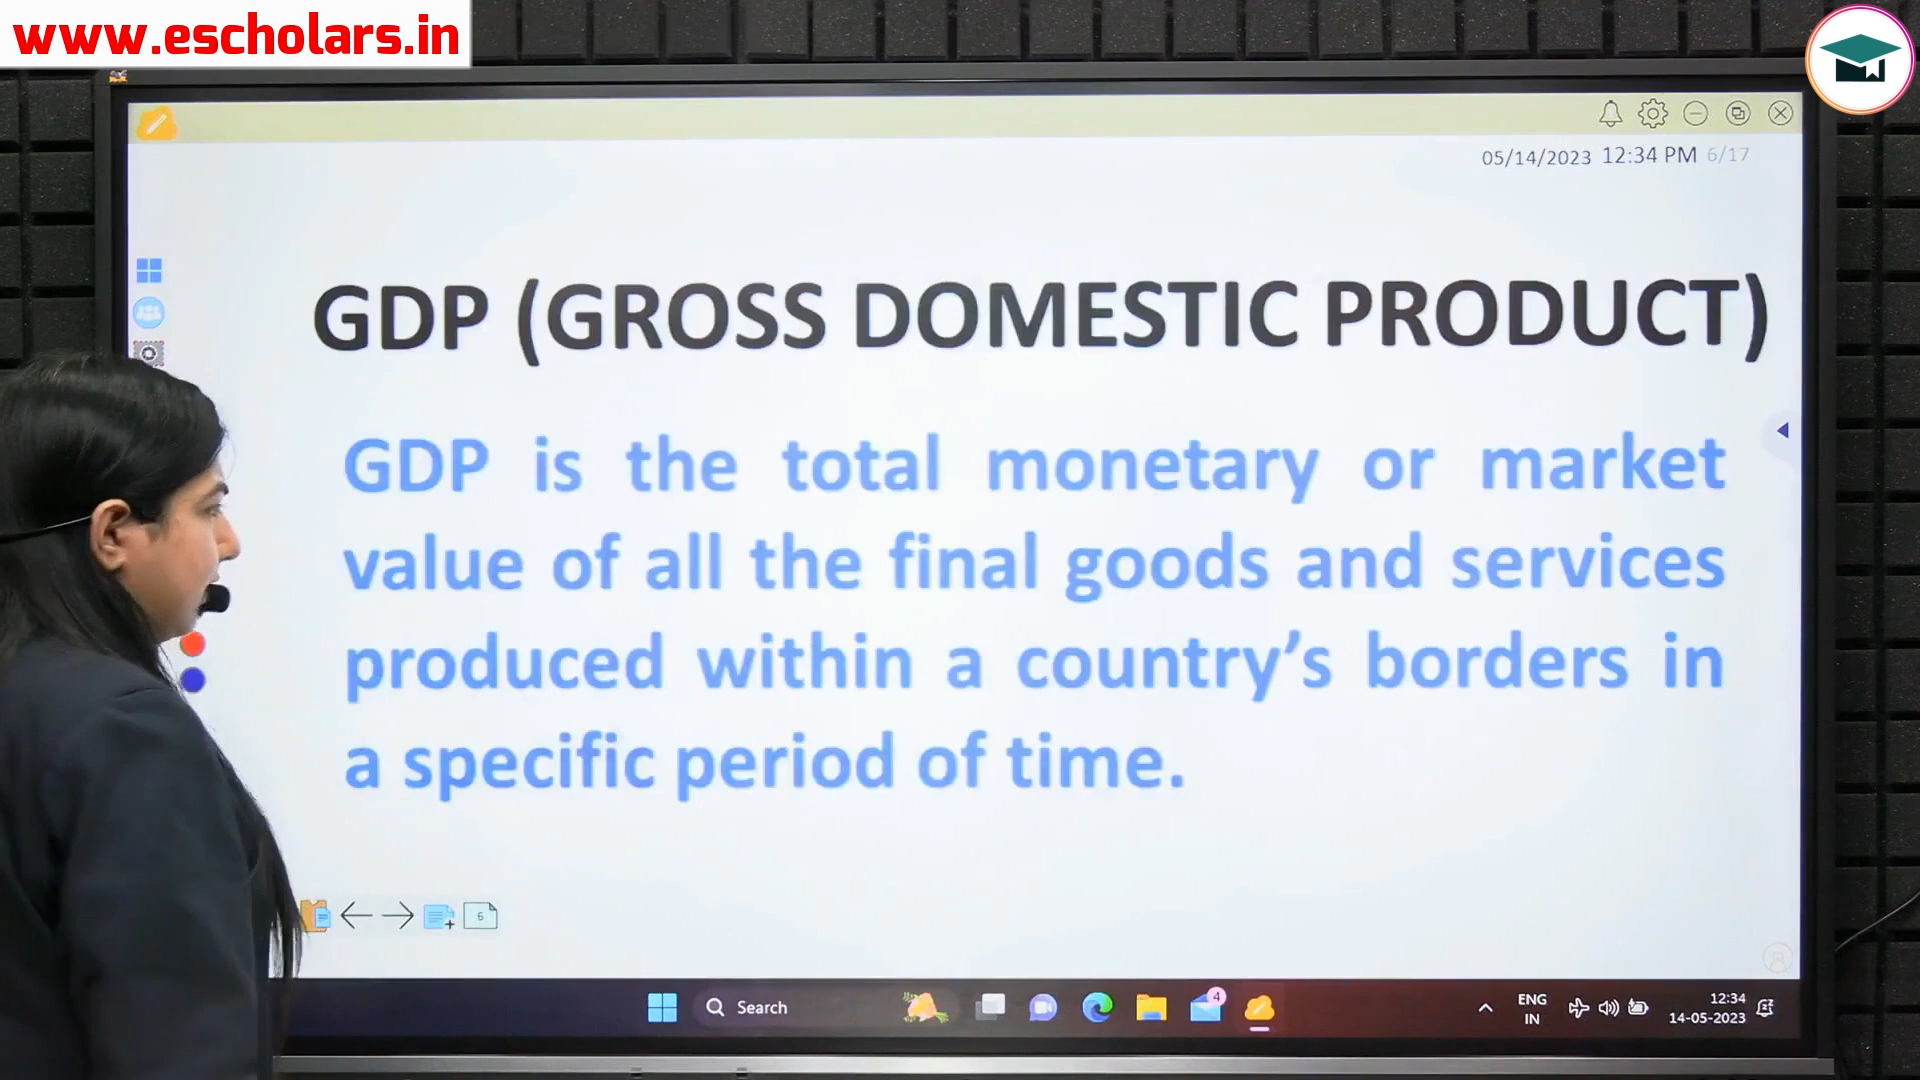 www.escholars.in
05/14/2023 12:34 PM 6/17
GDP (GROSS DOMESTIC PRODUCT)
GDP is the total monetary or market
value of all the final goods and services
produced within a country's borders in
a specific period of time.
6
Search
4
ENG
IN
12:34
14-05-2023